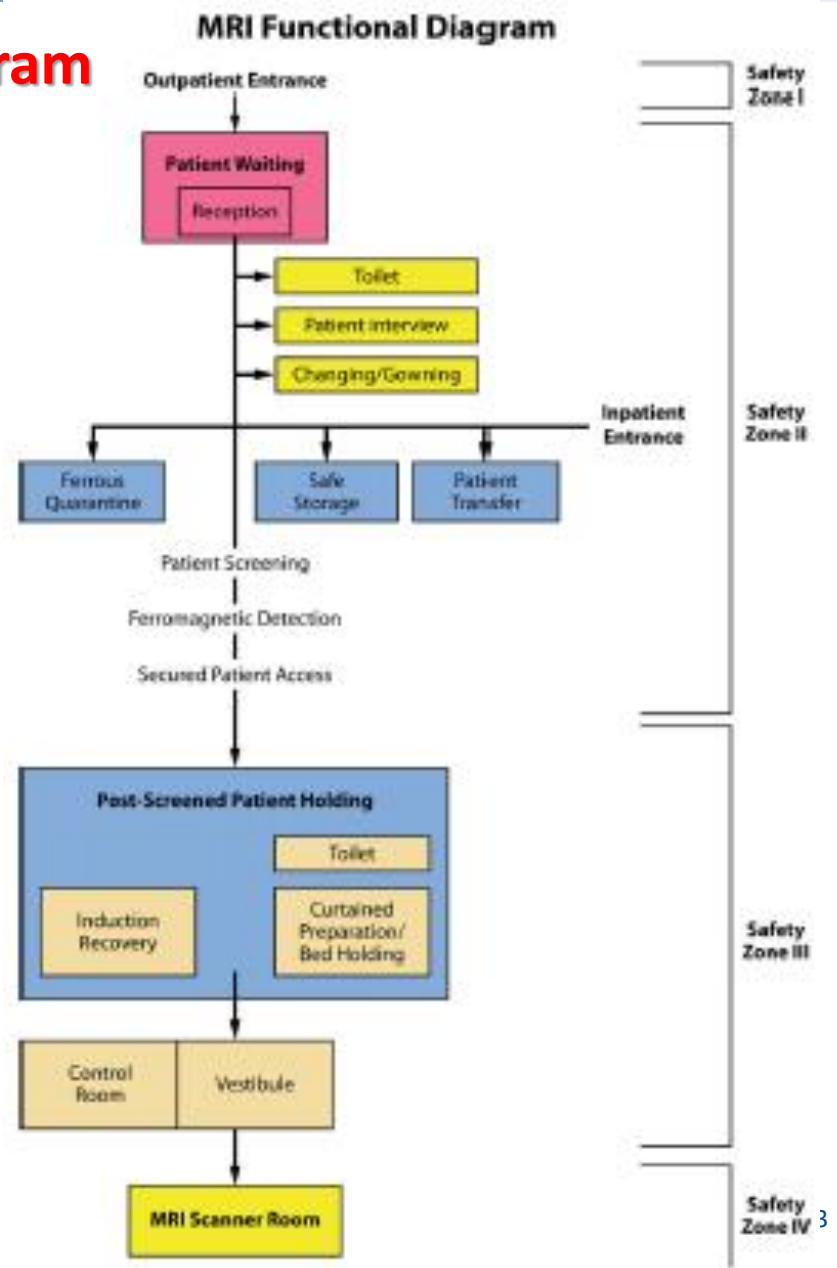 MRI Functional Diagram
ram
Outpatient Entrance
Safety
Zone I
Patient Waiting
Reception
Toilet
Patient Interview
Changing/Gowning
Inpatient
Entrance
Safety
Zone II
Ferrous
Quarantine
Safe
Storage
Patient
Transfer
Patient Screening
Ferromagnetic Detection
Secured Patient Access
Post-Screened Patient Holding
Toilet
Induction
Recovery
Curtained
Preparation/
Bed Holding
Safety
Zone III
Control
Room
Vestibule
MRI Scanner Room
Safety
Zone IV
3